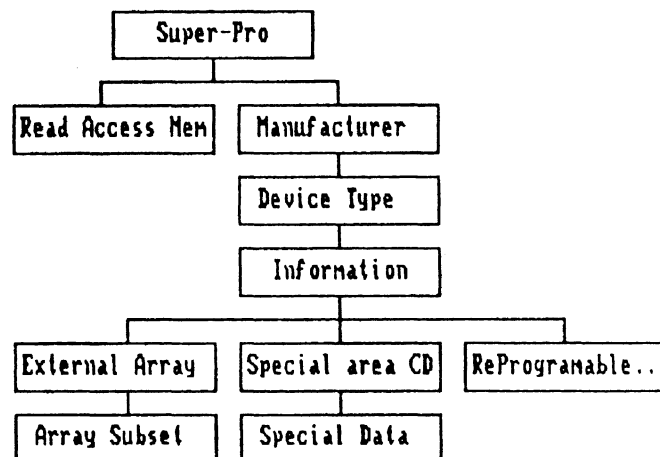 Super-Pro
Read Access Mem
Manufacturer
Device Type
Information
External Array
Special area CD
ReProgramable..
Array Subset
Special Data